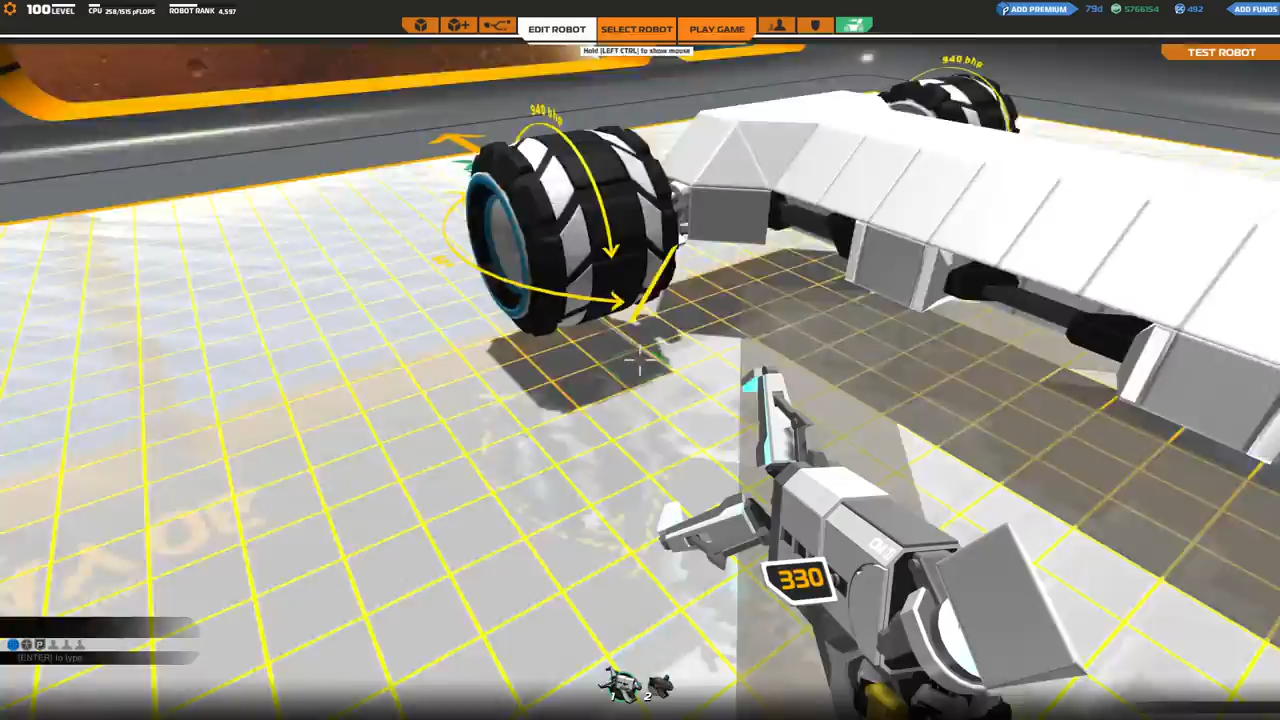 100 LEVEL CPU 258/1515 pFLOPS ROBOT RANK 4,597
ADD PREMIUM 79d 5766154 492 ADD FUNDS
EDIT ROBOT SELECT ROBOT PLAY GAME
Hold [LEFT CTRL] to show mouse
TEST ROBOT
940 bhp
940 bhp
330
[ENTER] to type
1 2